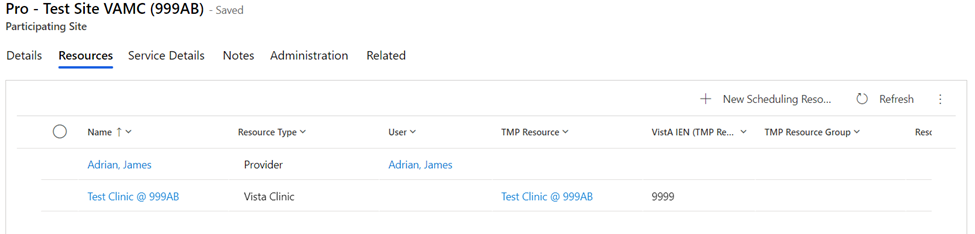 Pro - Test Site VAMC (999AB) - Saved
Participating Site
Details Resources Service Details Notes Administration Related
New Scheduling Reso... Refresh
Name Resource Type User TMP Resource VistA IEN (TMP Re... TMP Resource Group Resc
Adrian, James Provider Adrian, James
Test Clinic @ 999AB Vista Clinic Test Clinic @ 999AB 9999